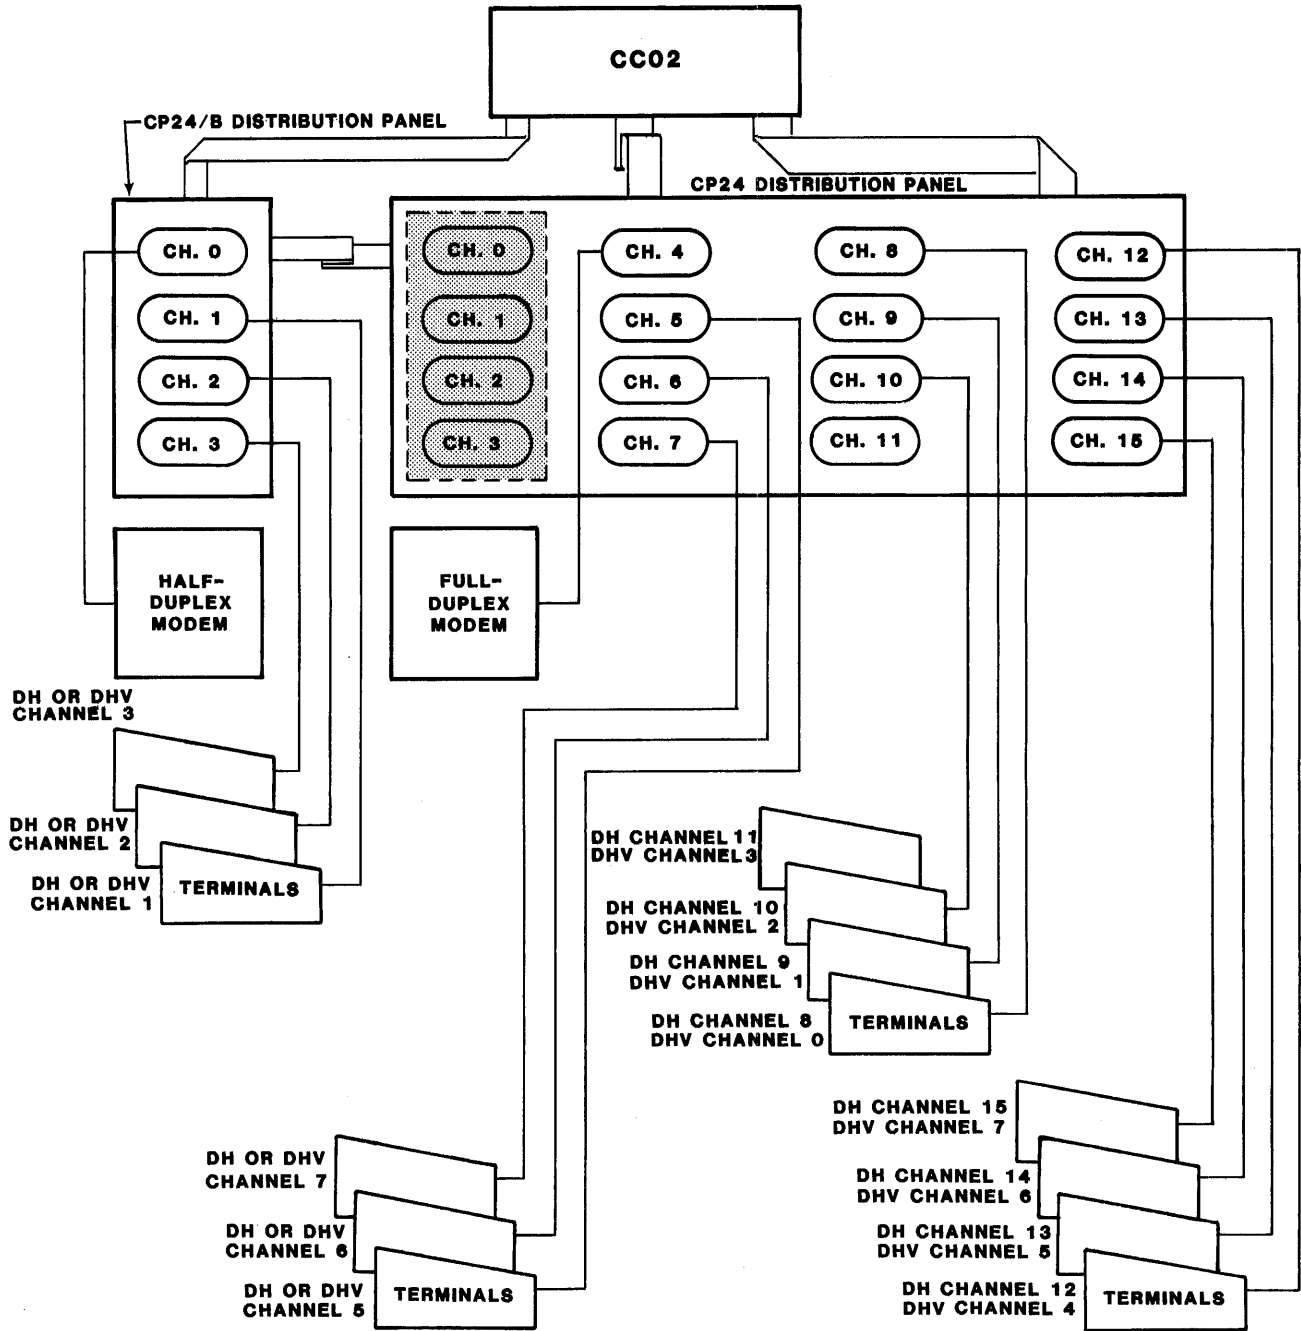 CC02
CP24/B DISTRIBUTION PANEL
CP24 DISTRIBUTION PANEL
CH. 0
CH. 1
CH. 2
CH. 3
CH. 0
CH. 1
CH. 2
CH. 3
CH. 4
CH. 5
CH. 6
CH. 7
CH. 8
CH. 9
CH. 10
CH. 11
CH. 12
CH. 13
CH. 14
CH. 15
HALF-
DUPLEX
MODEM
FULL-
DUPLEX
MODEM
DH OR DHV
CHANNEL 3
DH OR DHV
CHANNEL 2
DH OR DHV
CHANNEL 1
TERMINALS
DH CHANNEL 11
DHV CHANNEL 3
DH CHANNEL 10
DHV CHANNEL 2
DH CHANNEL 9
DHV CHANNEL 1
DH CHANNEL 8
DHV CHANNEL 0
TERMINALS
DH OR DHV
CHANNEL 7
DH OR DHV
CHANNEL 6
DH OR DHV
CHANNEL 5
TERMINALS
DH CHANNEL 15
DHV CHANNEL 7
DH CHANNEL 14
DHV CHANNEL 6
DH CHANNEL 13
DHV CHANNEL 5
DH CHANNEL 12
DHV CHANNEL 4
TERMINALS